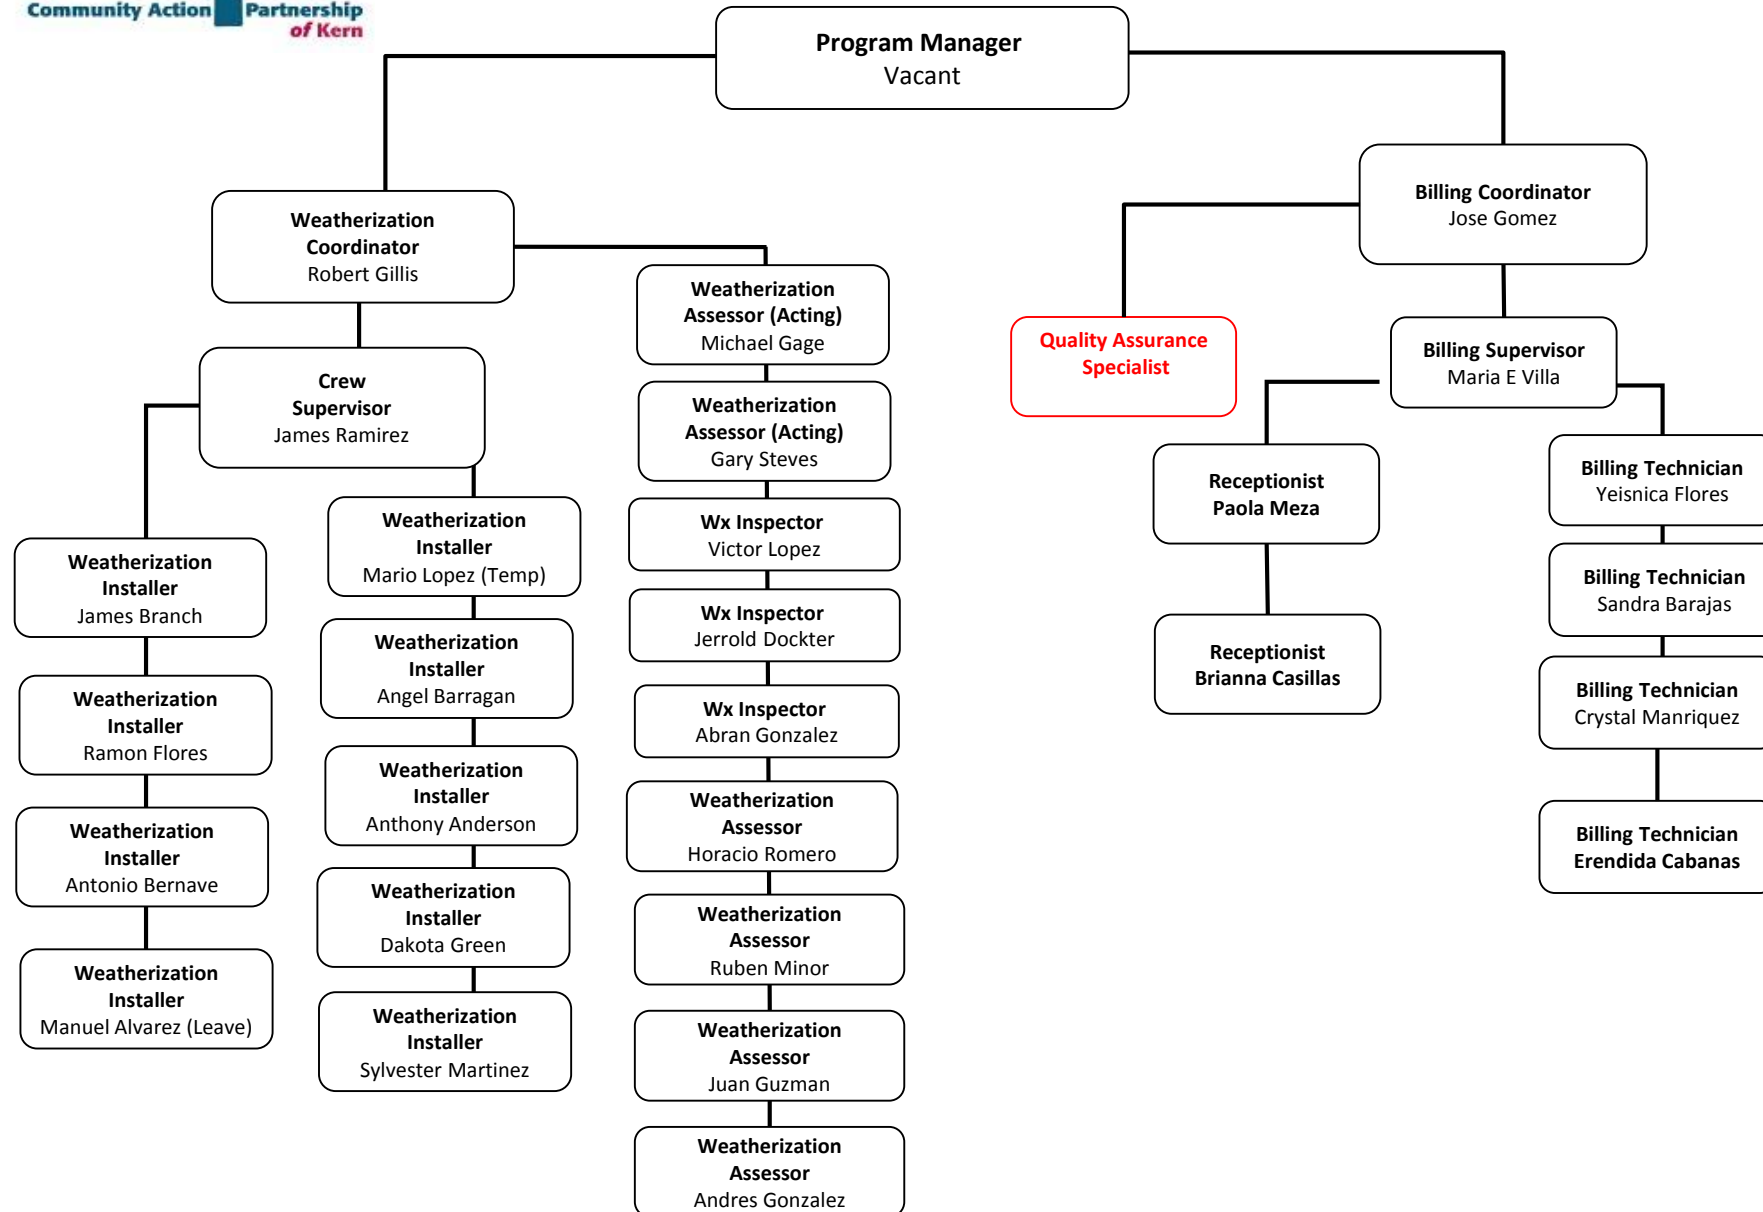 Community Action Partnership
of Kern
Program Manager
Vacant
Weatherization
Coordinator
Robert Gillis
Crew
Supervisor
James Ramirez
Weatherization
Installer
James Branch
Weatherization
Installer
Ramon Flores
Weatherization
Installer
Antonio Bernave
Weatherization
Installer
Manuel Alvarez (Leave)
Weatherization
Installer
Mario Lopez (Temp)
Weatherization
Installer
Angel Barragan
Weatherization
Installer
Anthony Anderson
Weatherization
Installer
Dakota Green
Weatherization
Installer
Sylvester Martinez
Weatherization
Assessor (Acting)
Michael Gage
Weatherization
Assessor (Acting)
Gary Steves
Wx Inspector
Victor Lopez
Wx Inspector
Jerrold Dockter
Wx Inspector
Abran Gonzalez
Weatherization
Assessor
Horacio Romero
Weatherization
Assessor
Ruben Minor
Weatherization
Assessor
Juan Guzman
Weatherization
Assessor
Andres Gonzalez
Billing Coordinator
Jose Gomez
Quality Assurance
Specialist
Billing Supervisor
Maria E Villa
Receptionist
Paola Meza
Receptionist
Brianna Casillas
Billing Technician
Yeisnica Flores
Billing Technician
Sandra Barajas
Billing Technician
Crystal Manriquez
Billing Technician
Erendida Cabanas